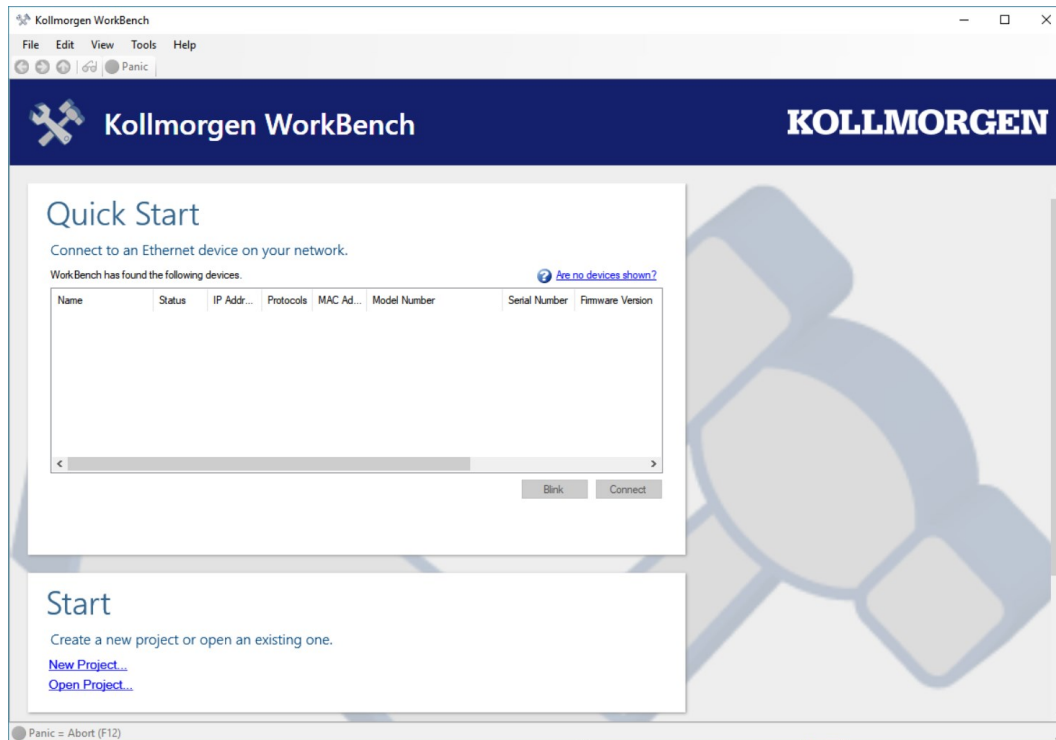 Kollmorgen WorkBench
File Edit View Tools Help
Panic
Kollmorgen WorkBench
KOLLMORGEN
Quick Start
Connect to an Ethernet device on your network.
WorkBench has found the following devices.
Are no devices shown?
Name Status IP Addr... Protocols MAC Ad... Model Number Serial Number Firmware Version
Blink Connect
Start
Create a new project or open an existing one.
New Project...
Open Project...
Panic = Abort (F12)